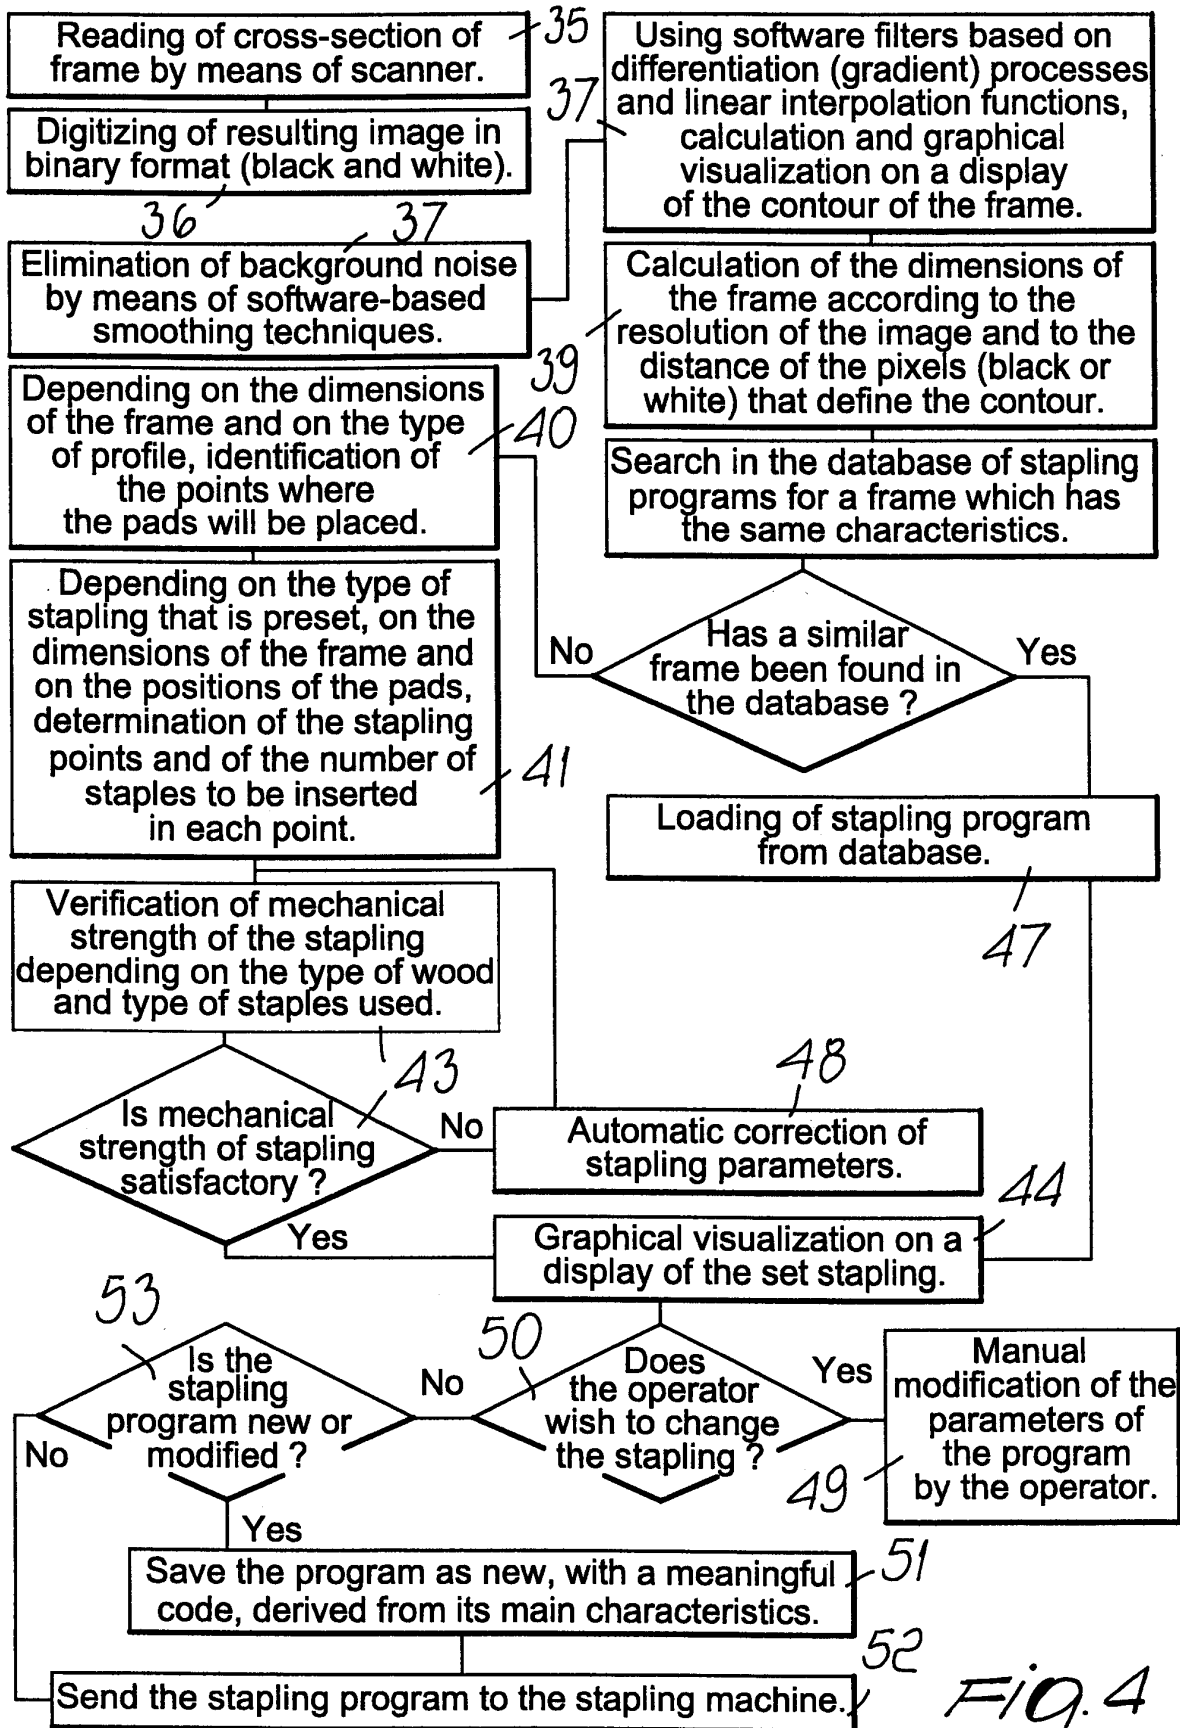 Reading of cross-section of
frame by means of scanner.
35
Digitizing of resulting image in
binary format (black and white).
36
37
Elimination of background noise
by means of software-based
smoothing techniques.
Using software filters based on
differentiation (gradient) processes
and linear interpolation functions,
calculation and graphical
visualization on a display
of the contour of the frame.
37
Calculation of the dimensions of
the frame according to the
resolution of the image and to the
distance of the pixels (black or
white) that define the contour.
39
Search in the database of stapling
programs for a frame which has
the same characteristics.
Has a similar
frame been found in
the database ?
No
Yes
Depending on the dimensions
of the frame and on the type
of profile, identification of
the points where
the pads will be placed.
40
Depending on the type of
stapling that is preset, on the
dimensions of the frame and
on the positions of the pads,
determination of the stapling
points and of the number of
staples to be inserted
in each point.
41
Loading of stapling program
from database.
47
Verification of mechanical
strength of the stapling
depending on the type of wood
and type of staples used.
43
Is mechanical
strength of stapling
satisfactory ?
No
Yes
48
Automatic correction of
stapling parameters.
44
Graphical visualization on a
display of the set stapling.
53
Is the
stapling
program new or
modified ?
No
Yes
50
Does
the operator
wish to change
the stapling ?
No
Yes
Manual
modification of the
parameters of
the program
by the operator.
49
Save the program as new, with a meaningful
code, derived from its main characteristics.
51
Send the stapling program to the stapling machine.
52
Fig. 4